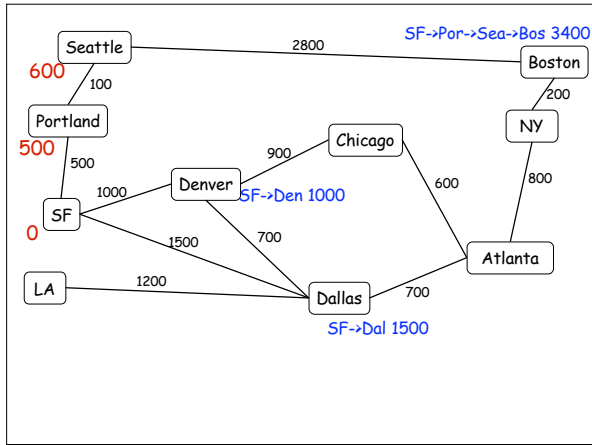 SF->Por->Sea->Bos 3400
Seattle
2800
Boston
600
100
200
Portland
NY
500
Chicago
500
900
Denver
1000
SF->Den 1000
600
800
SF
0
1500
700
Atlanta
LA
1200
Dallas
700
SF->Dal 1500